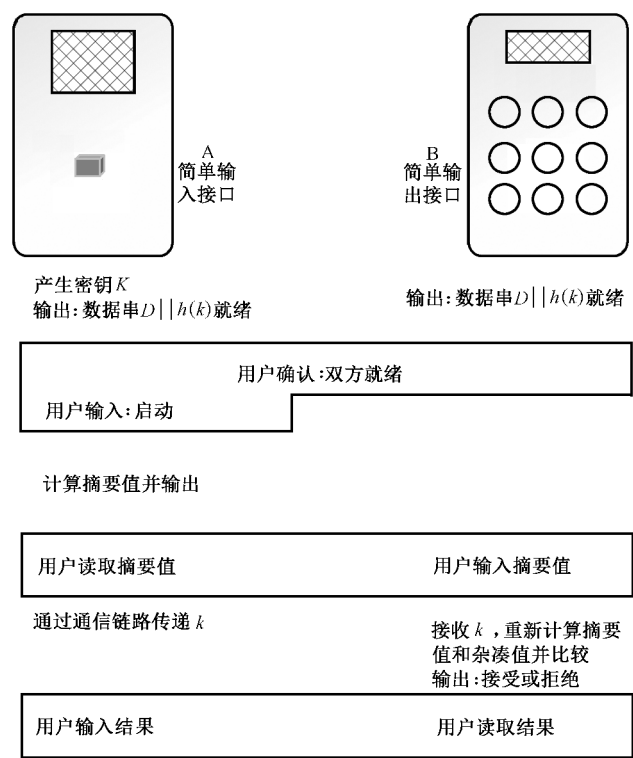 A
简单输
入接口
B
简单输
出接口
产生密钥K
输出:数据串D||h(k)就绪
输出:数据串D||h(k)就绪
用户确认:双方就绪
用户输入:启动
计算摘要值并输出
用户读取摘要值
用户输入摘要值
通过通信链路传递k
接收k,重新计算摘要
值和杂凑值并比较
输出:接受或拒绝
用户输入结果
用户读取结果